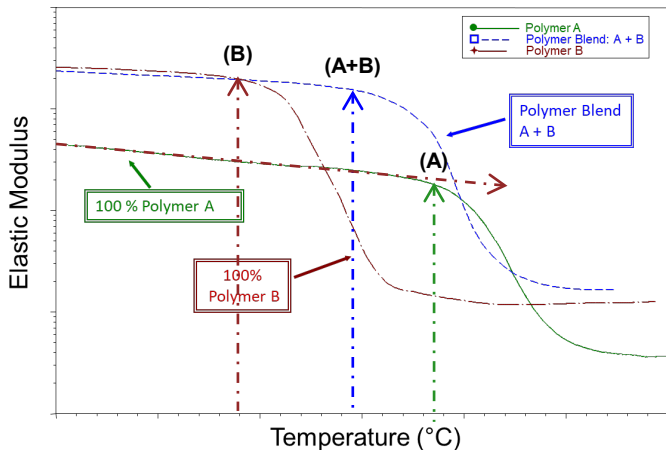 Polymer A
Polymer Blend: A + B
Polymer B
(B)
(A+B)
Polymer Blend
A + B
(A)
100 % Polymer A
100%
Polymer B
Elastic Modulus
Temperature (°C)